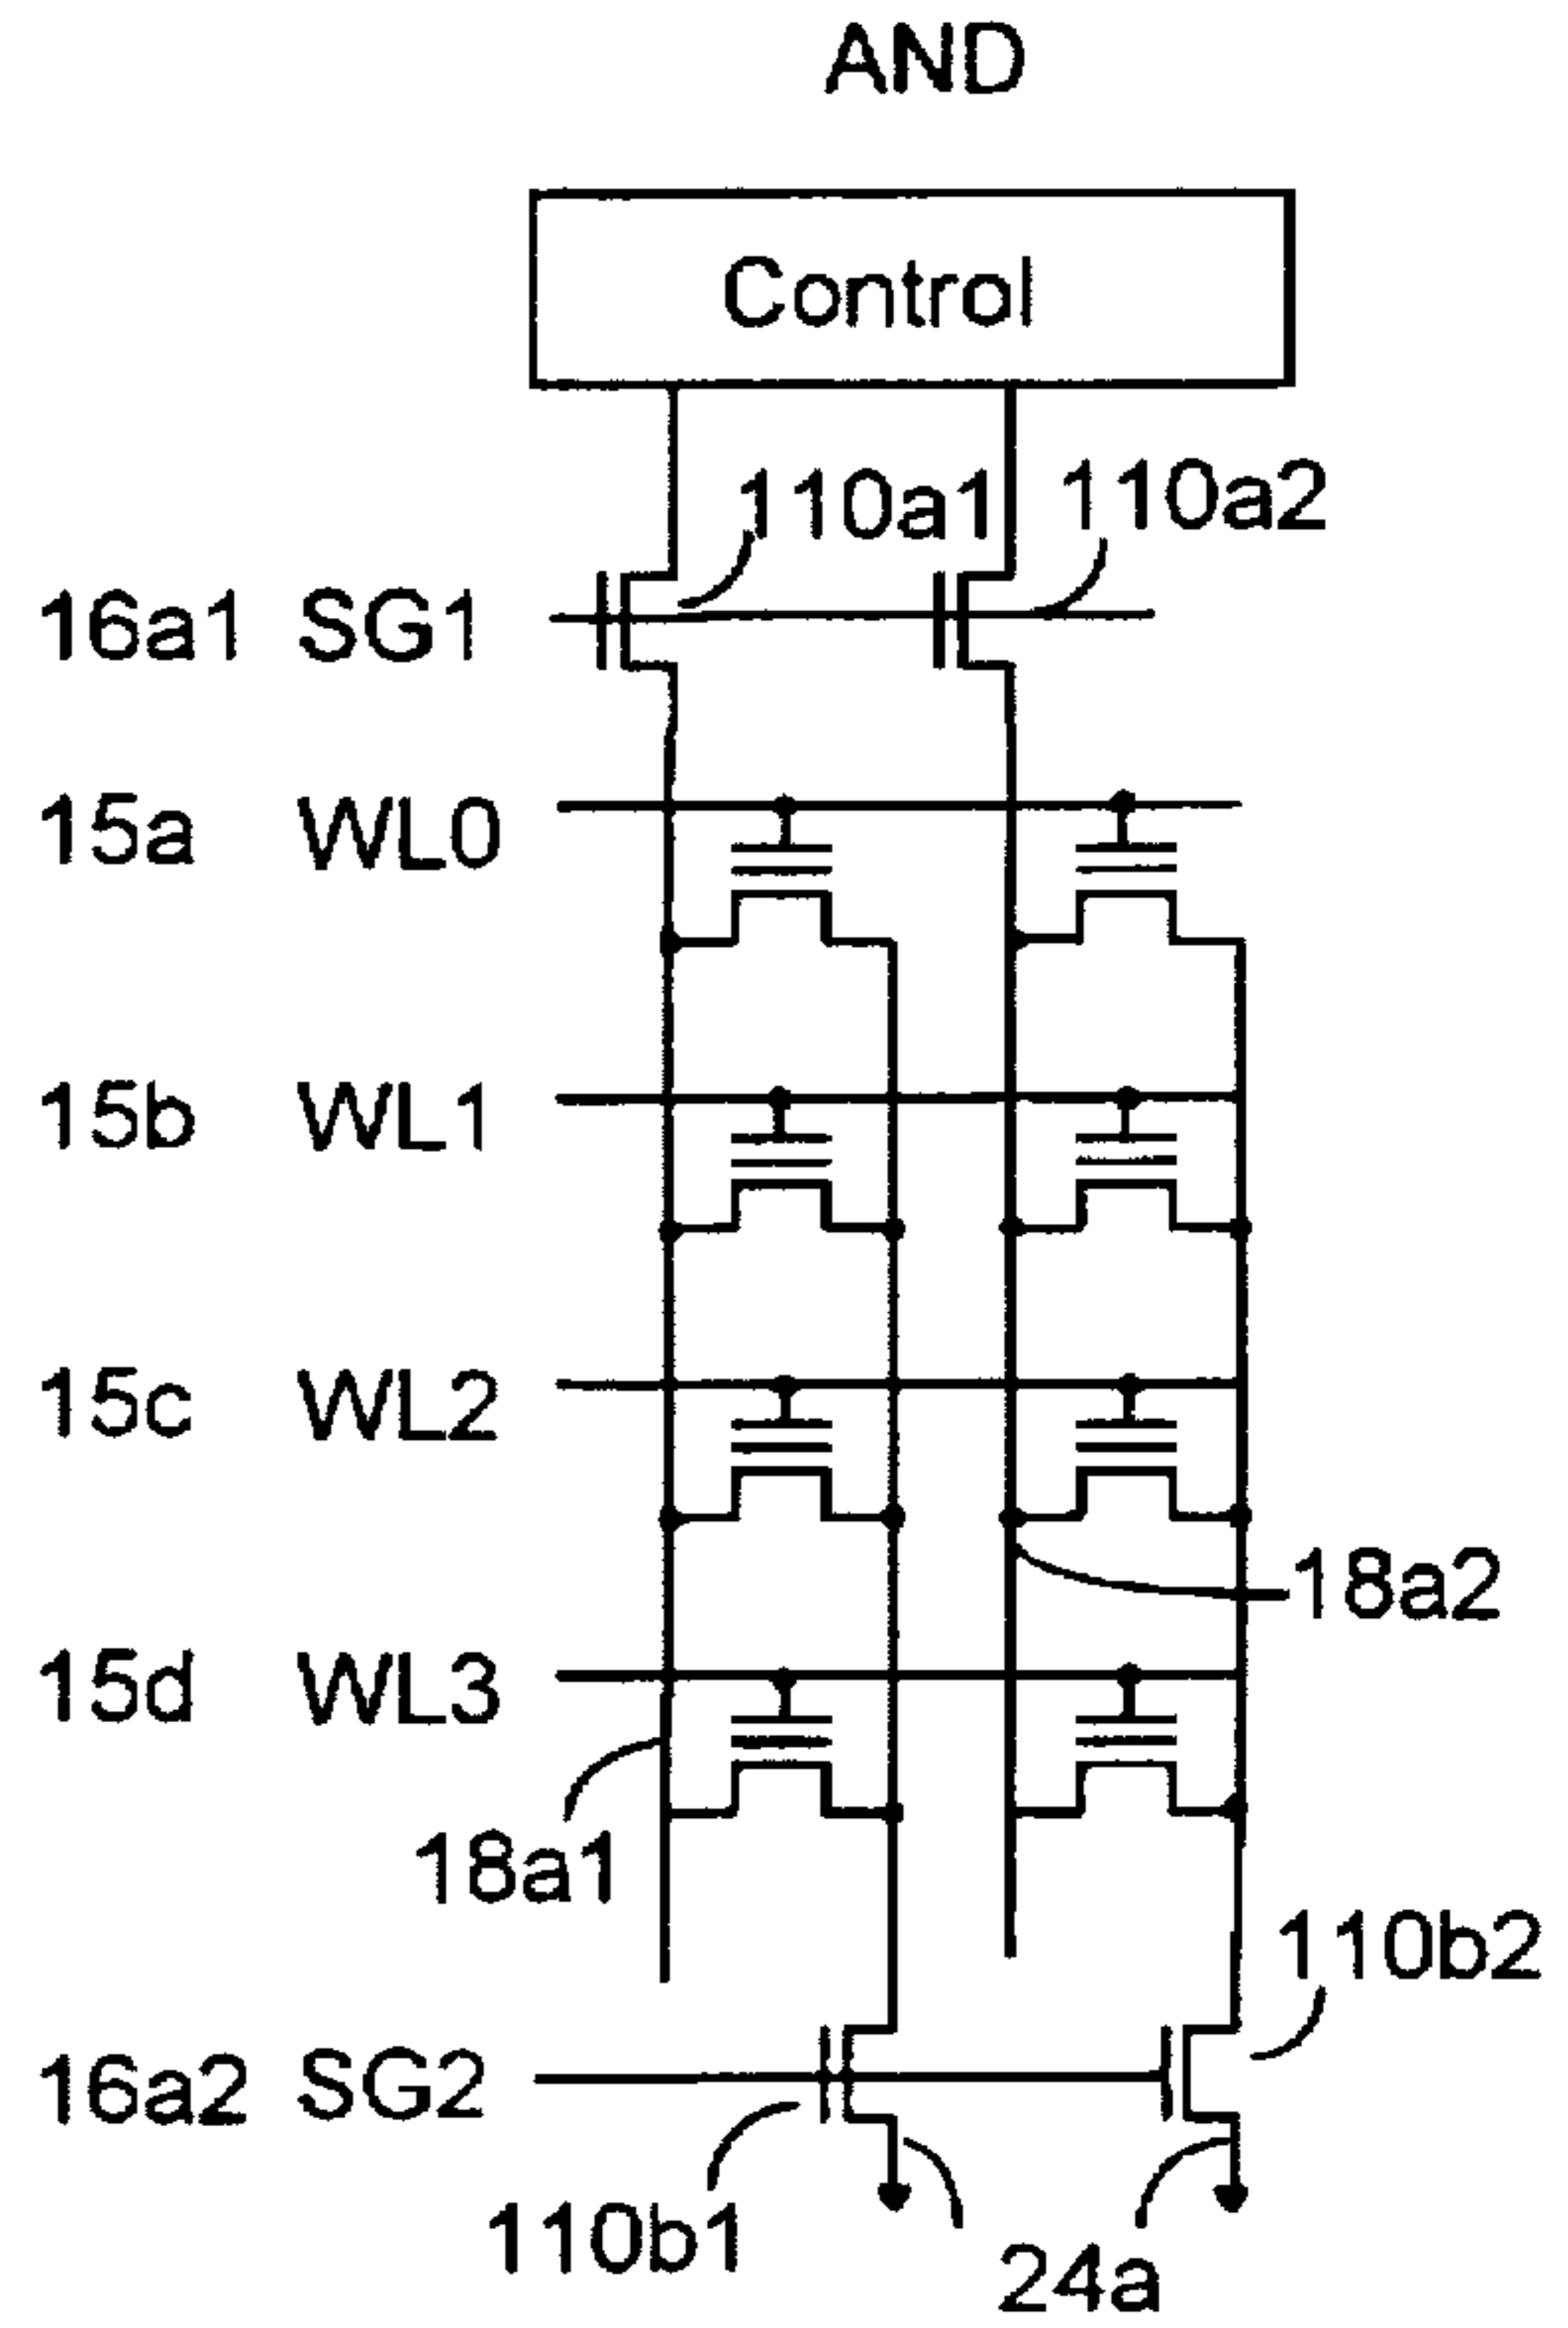 AND
Control
110a1 110a2
16a1 SG1
15a WL0
15b WL1
15c WL2
18a2
15d WL3
18a1
110b2
16a2 SG2
110b1
24a